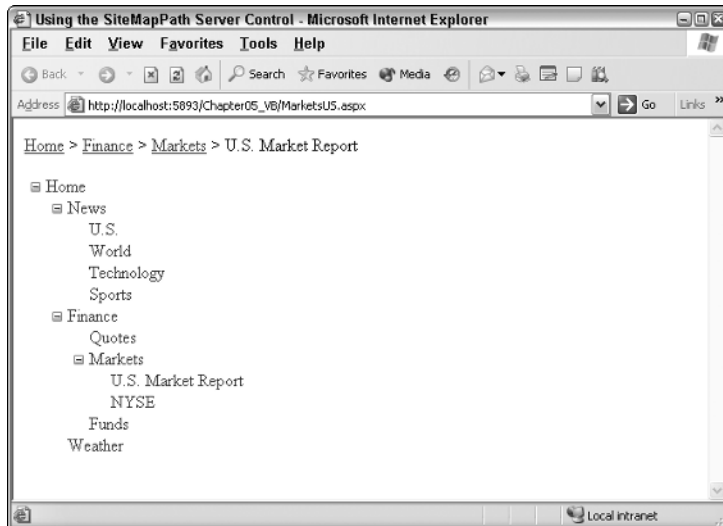 Using the SiteMapPath Server Control - Microsoft Internet Explorer
File Edit View Favorites Tools Help
Back Search Favorites Media
Address http://localhost:5893/Chapter05_VB/MarketsUS.aspx Go Links »
Home > Finance > Markets > U.S. Market Report
Home
News
U.S.
World
Technology
Sports
Finance
Quotes
Markets
U.S. Market Report
NYSE
Funds
Weather
Local intranet